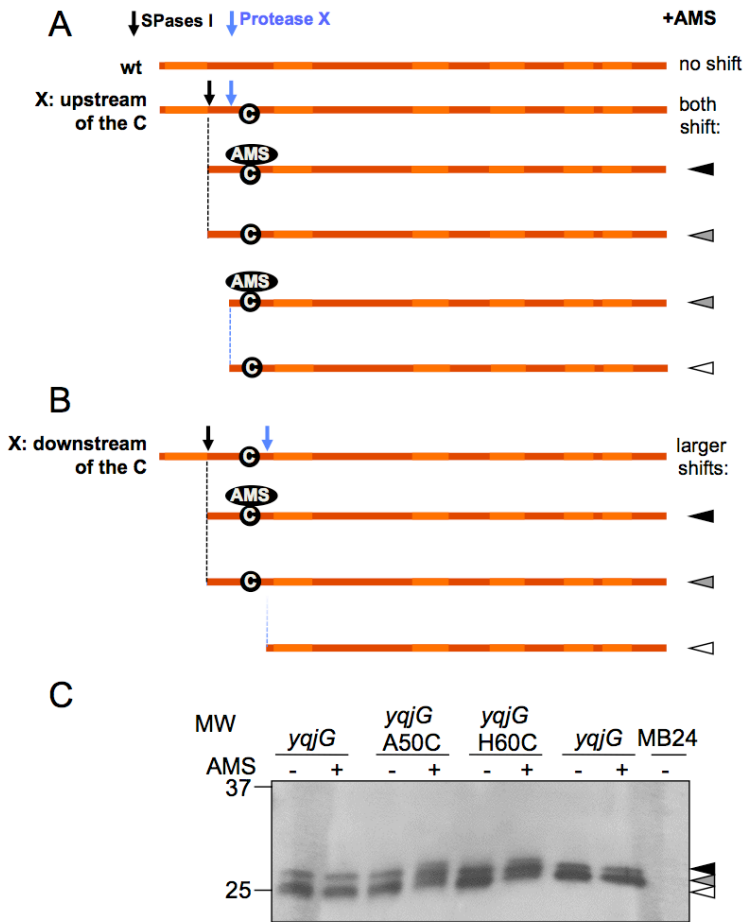 A
SPases I
Protease X
+AMS
wt
no shift
X: upstream
of the C
both
shift:
C
AMS
C
C
AMS
C
C
B
X: downstream
of the C
larger
shifts:
C
AMS
C
C
C
MW
yqjG
yqjG
A50C
yqjG
H60C
yqjG
MB24
AMS
- + - + - + - + -
37
25